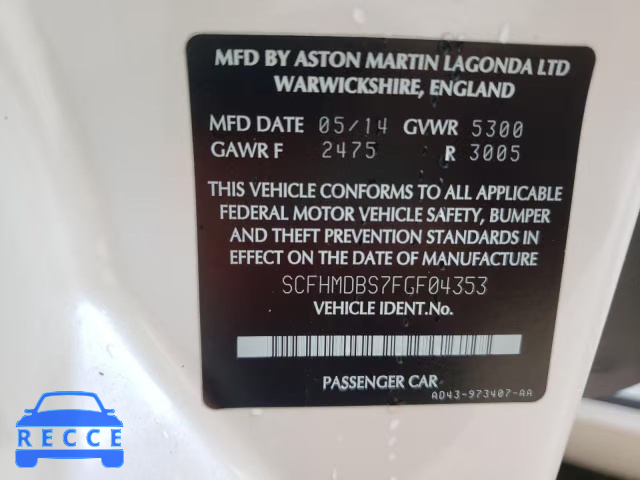 MFD BY ASTON MARTIN LAGONDA LTD
WARWICKSHIRE, ENGLAND
MFD DATE 05/14 GVWR 5300
GAWR F 2475 R 3005
THIS VEHICLE CONFORMS TO ALL APPLICABLE
FEDERAL MOTOR VEHICLE SAFETY, BUMPER
AND THEFT PREVENTION STANDARDS IN
EFFECT ON THE DATE OF MANUFACTURE
SCFHMDBS7FGF04353
VEHICLE IDENT.No.
PASSENGER CAR
AD43-973407-AA
RECCE